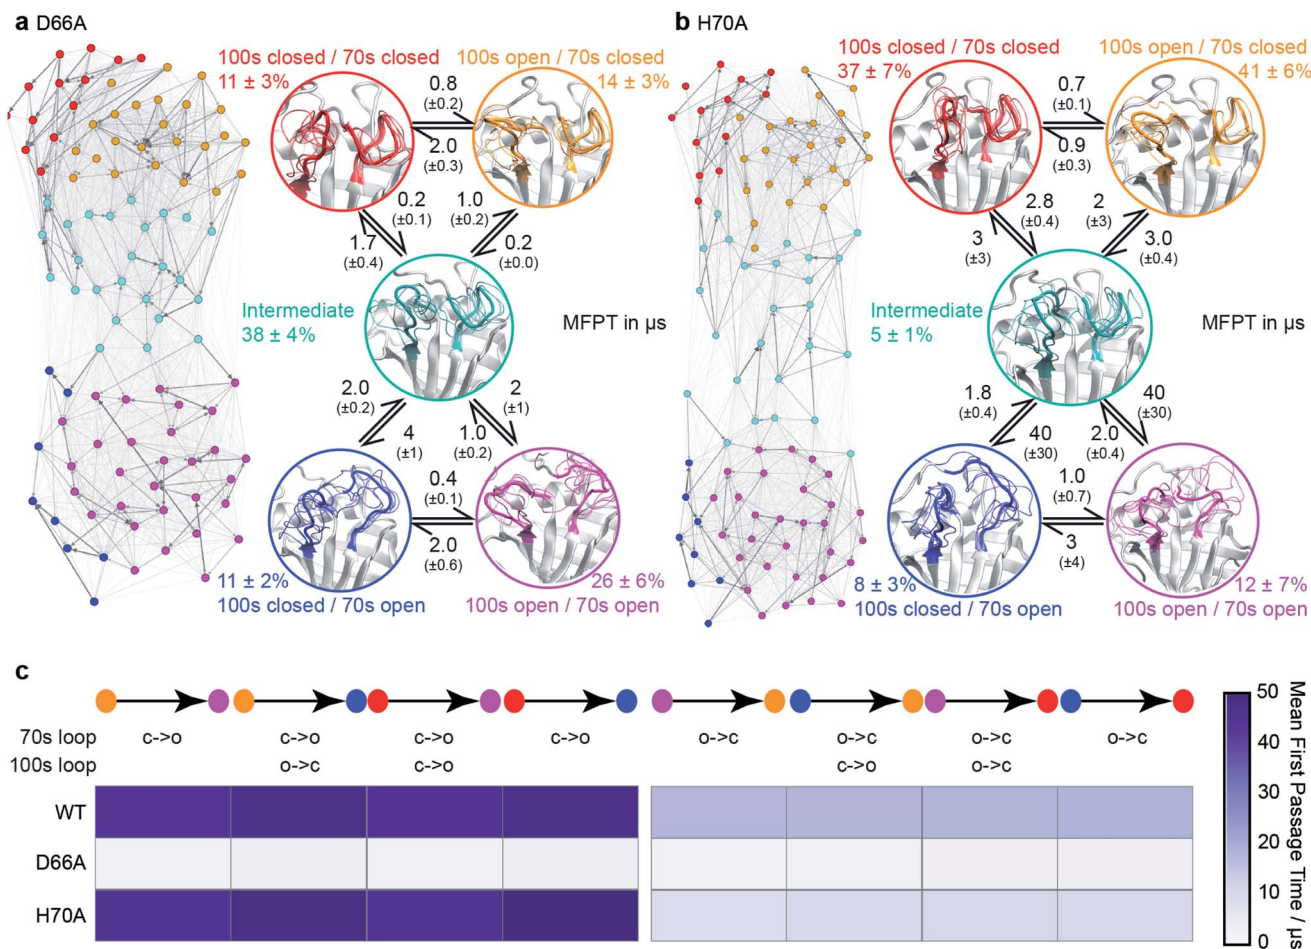 a D66A
100s closed / 70s closed
11 ± 3%
100s open / 70s closed
14 ± 3%
0.8
(±0.2)
2.0
(±0.3)
0.2
(±0.1)
1.7
(±0.4)
1.0
(±0.2)
0.2
(±0.0)
Intermediate
38 ± 4%
MFPT in µs
2.0
(±0.2)
4
(±1)
2
(±1)
1.0
(±0.2)
0.4
(±0.1)
2.0
(±0.6)
11 ± 2%
100s closed / 70s open
26 ± 6%
100s open / 70s open
b H70A
100s closed / 70s closed
37 ± 7%
100s open / 70s closed
41 ± 6%
0.7
(±0.1)
0.9
(±0.3)
2.8
(±0.4)
3
(±3)
2
(±3)
3.0
(±0.4)
Intermediate
5 ± 1%
MFPT in µs
1.8
(±0.4)
40
(±30)
40
(±30)
2.0
(±0.4)
1.0
(±0.7)
3
(±4)
8 ± 3%
100s closed / 70s open
12 ± 7%
100s open / 70s open
c
70s loop c->o c->o c->o c->o o->c o->c o->c o->c
100s loop o->c c->o c->o o->c
WT
D66A
H70A
50
40
30
20
10
0
Mean First Passage Time / µs